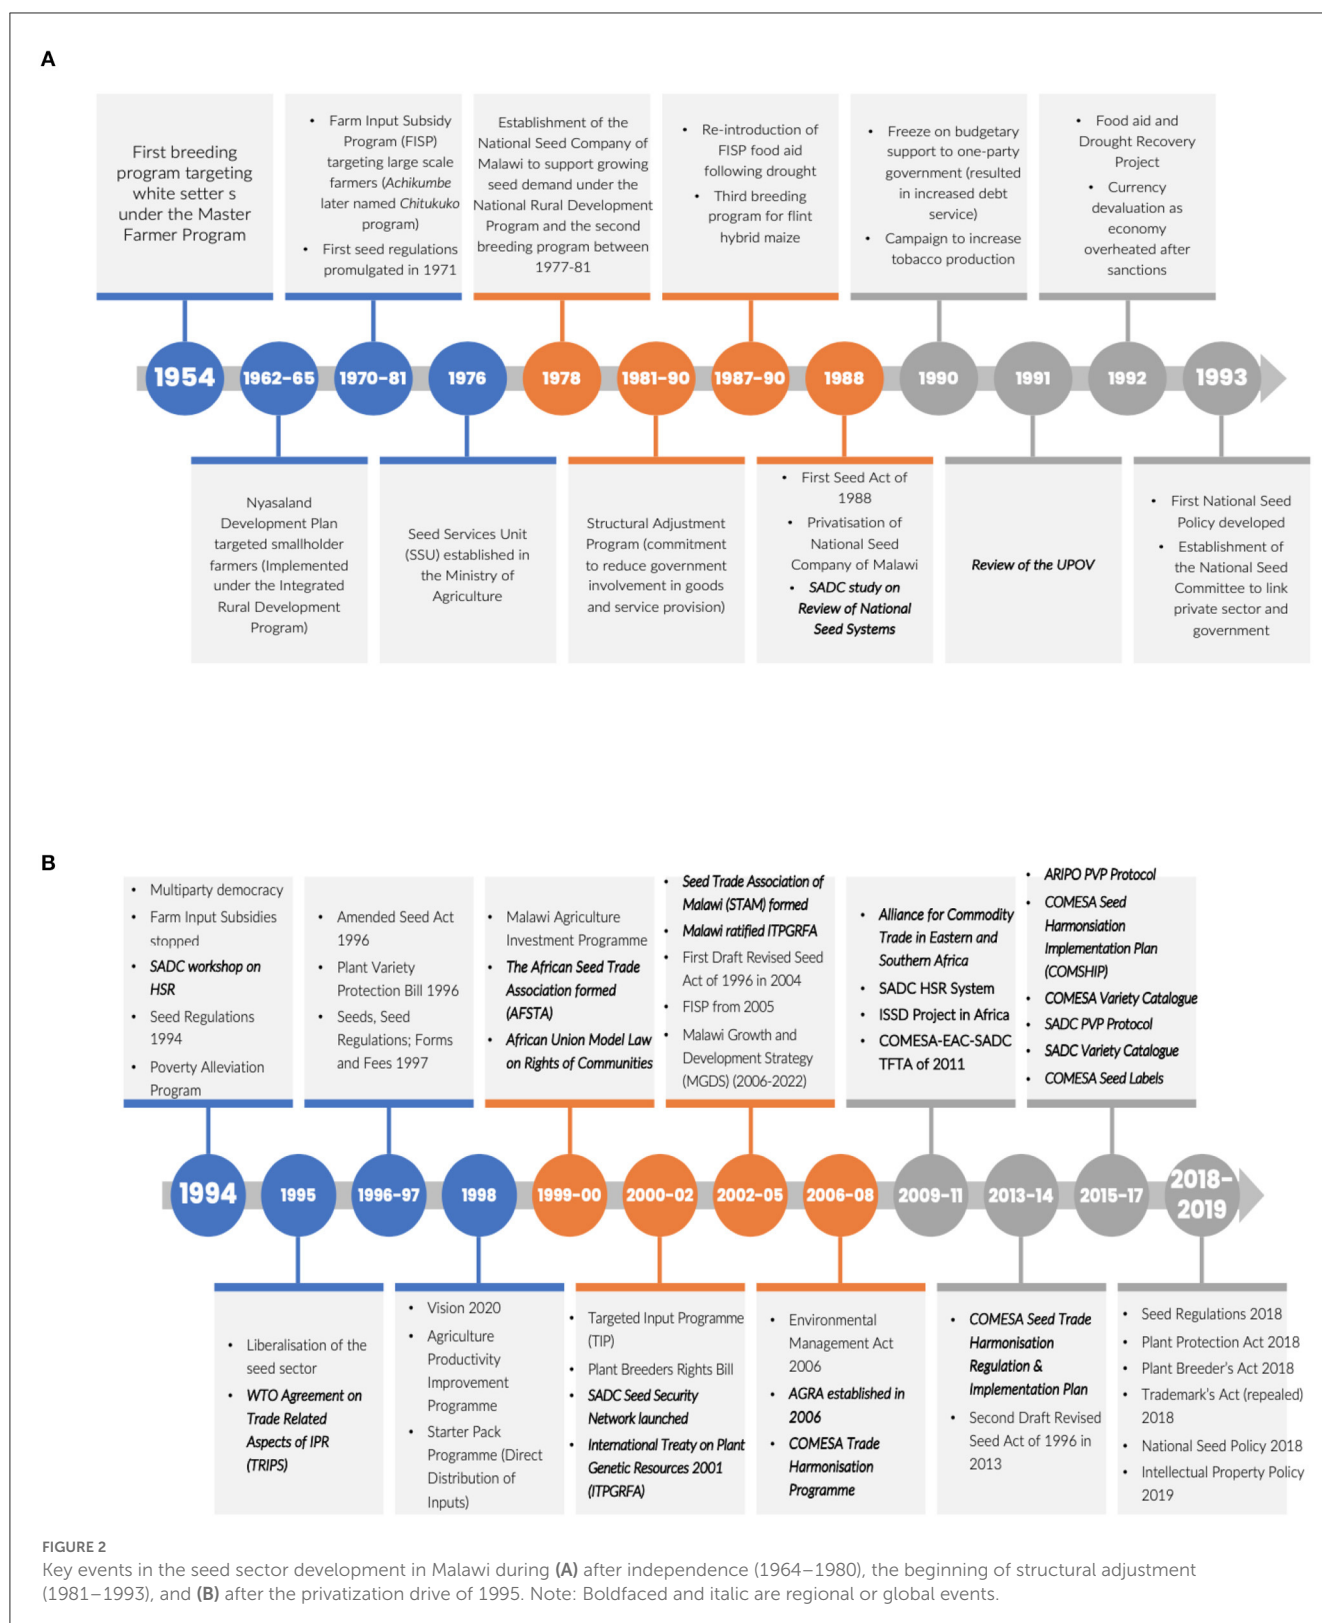 A
First breeding
program targeting
white setter s
under the Master
Farmer Program
• Farm Input Subsidy
Program (FISP)
targeting large scale
farmers (Achikumbe
later named Chitukuko
program)
• First seed regulations
promulgated in 1971
Establishment of the
National Seed Company of
Malawi to support growing
seed demand under the
National Rural Development
Program and the second
breeding program between
1977-81
• Re-introduction of
FISP food aid
following drought
• Third breeding
program for flint
hybrid maize
• Freeze on budgetary
support to one-party
government (resulted
in increased debt
service)
• Campaign to increase
tobacco production
• Food aid and
Drought Recovery
Project
• Currency
devaluation as
economy
overheated after
sanctions
1954
1962-65
1970-81
1976
1978
1981-90
1987-90
1988
1990
1991
1992
1993
Nyasaland
Development Plan
targeted smallholder
farmers (Implemented
under the Integrated
Rural Development
Program)
Seed Services Unit
(SSU) established in
the Ministry of
Agriculture
Structural Adjustment
Program (commitment
to reduce government
involvement in goods
and service provision)
• First Seed Act of
1988
• Privatisation of
National Seed
Company of Malawi
• SADC study on
Review of National
Seed Systems
Review of the UPOV
• First National Seed
Policy developed
• Establishment of
the National Seed
Committee to link
private sector and
government
B
• Multiparty democracy
• Farm Input Subsidies
stopped
• SADC workshop on
HSR
• Seed Regulations
1994
• Poverty Alleviation
Program
• Amended Seed Act
1996
• Plant Variety
Protection Bill 1996
• Seeds, Seed
Regulations; Forms
and Fees 1997
• Malawi Agriculture
Investment Programme
• The African Seed Trade
Association formed
(AFSTA)
• African Union Model Law
on Rights of Communities
• Seed Trade Association of
Malawi (STAM) formed
• Malawi ratified ITPGRFA
• First Draft Revised Seed
Act of 1996 in 2004
• FISP from 2005
• Malawi Growth and
Development Strategy
(MGDS) (2006-2022)
• Alliance for Commodity
Trade in Eastern and
Southern Africa
• SADC HSR System
• ISSD Project in Africa
• COMESA-EAC-SADC
TFTA of 2011
• ARIPO PVP Protocol
• COMESA Seed
Harmonsiation
Implementation Plan
(COMSHIP)
• COMESA Variety Catalogue
• SADC PVP Protocol
• SADC Variety Catalogue
• COMESA Seed Labels
1994
1995
1996-97
1998
1999-00
2000-02
2002-05
2006-08
2009-11
2013-14
2015-17
2018-
2019
• Liberalisation of the
seed sector
• WTO Agreement on
Trade Related
Aspects of IPR
(TRIPS)
• Vision 2020
• Agriculture
Productivity
Improvement
Programme
• Starter Pack
Programme (Direct
Distribution of
Inputs)
• Targeted Input Programme
(TIP)
• Plant Breeders Rights Bill
• SADC Seed Security
Network launched
• International Treaty on Plant
Genetic Resources 2001
(ITPGRFA)
• Environmental
Management Act
2006
• AGRA established in
2006
• COMESA Trade
Harmonisation
Programme
• COMESA Seed Trade
Harmonisation
Regulation &
Implementation Plan
• Second Draft Revised
Seed Act of 1996 in
2013
• Seed Regulations 2018
• Plant Protection Act 2018
• Plant Breeder's Act 2018
• Trademark's Act (repealed)
2018
• National Seed Policy 2018
• Intellectual Property Policy
2019
FIGURE 2
Key events in the seed sector development in Malawi during (A) after independence (1964–1980), the beginning of structural adjustment
(1981–1993), and (B) after the privatization drive of 1995. Note: Boldfaced and italic are regional or global events.